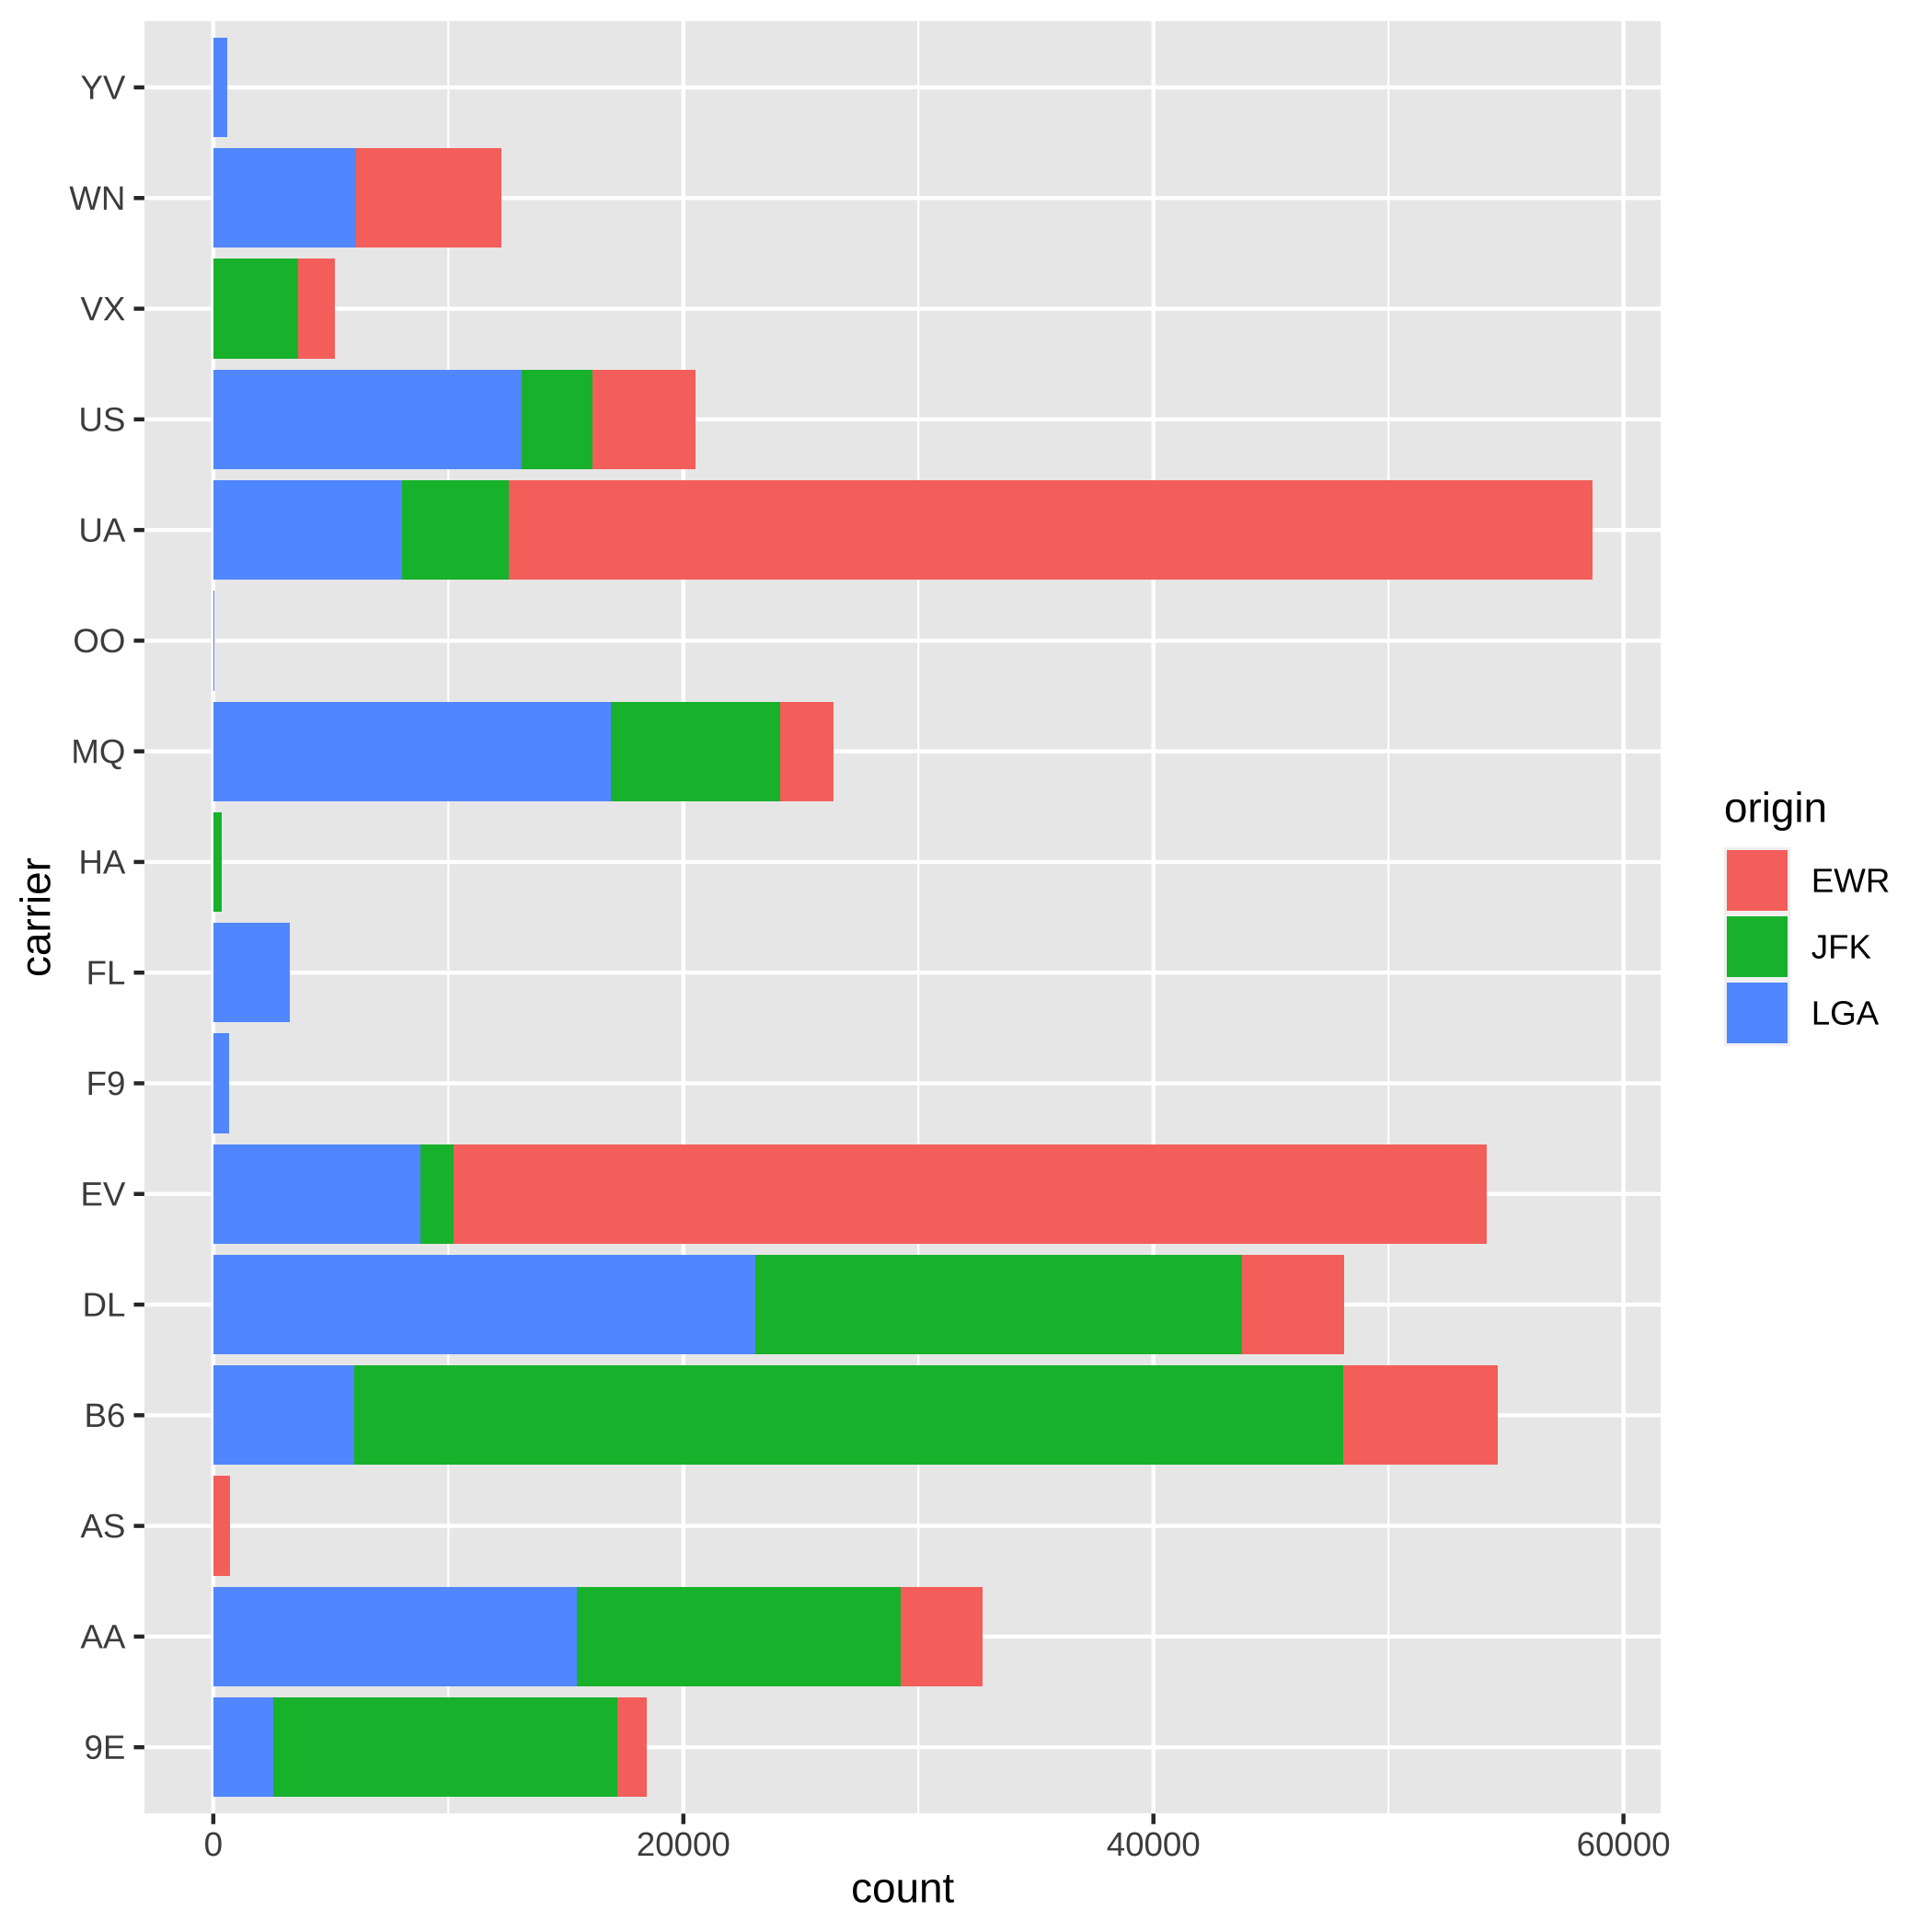 YV
WN
VX
US
UA
OO
MQ
HA
FL
F9
EV
DL
B6
AS
AA
9E
carrier
0 20000 40000 60000
count
origin
EWR
JFK
LGA